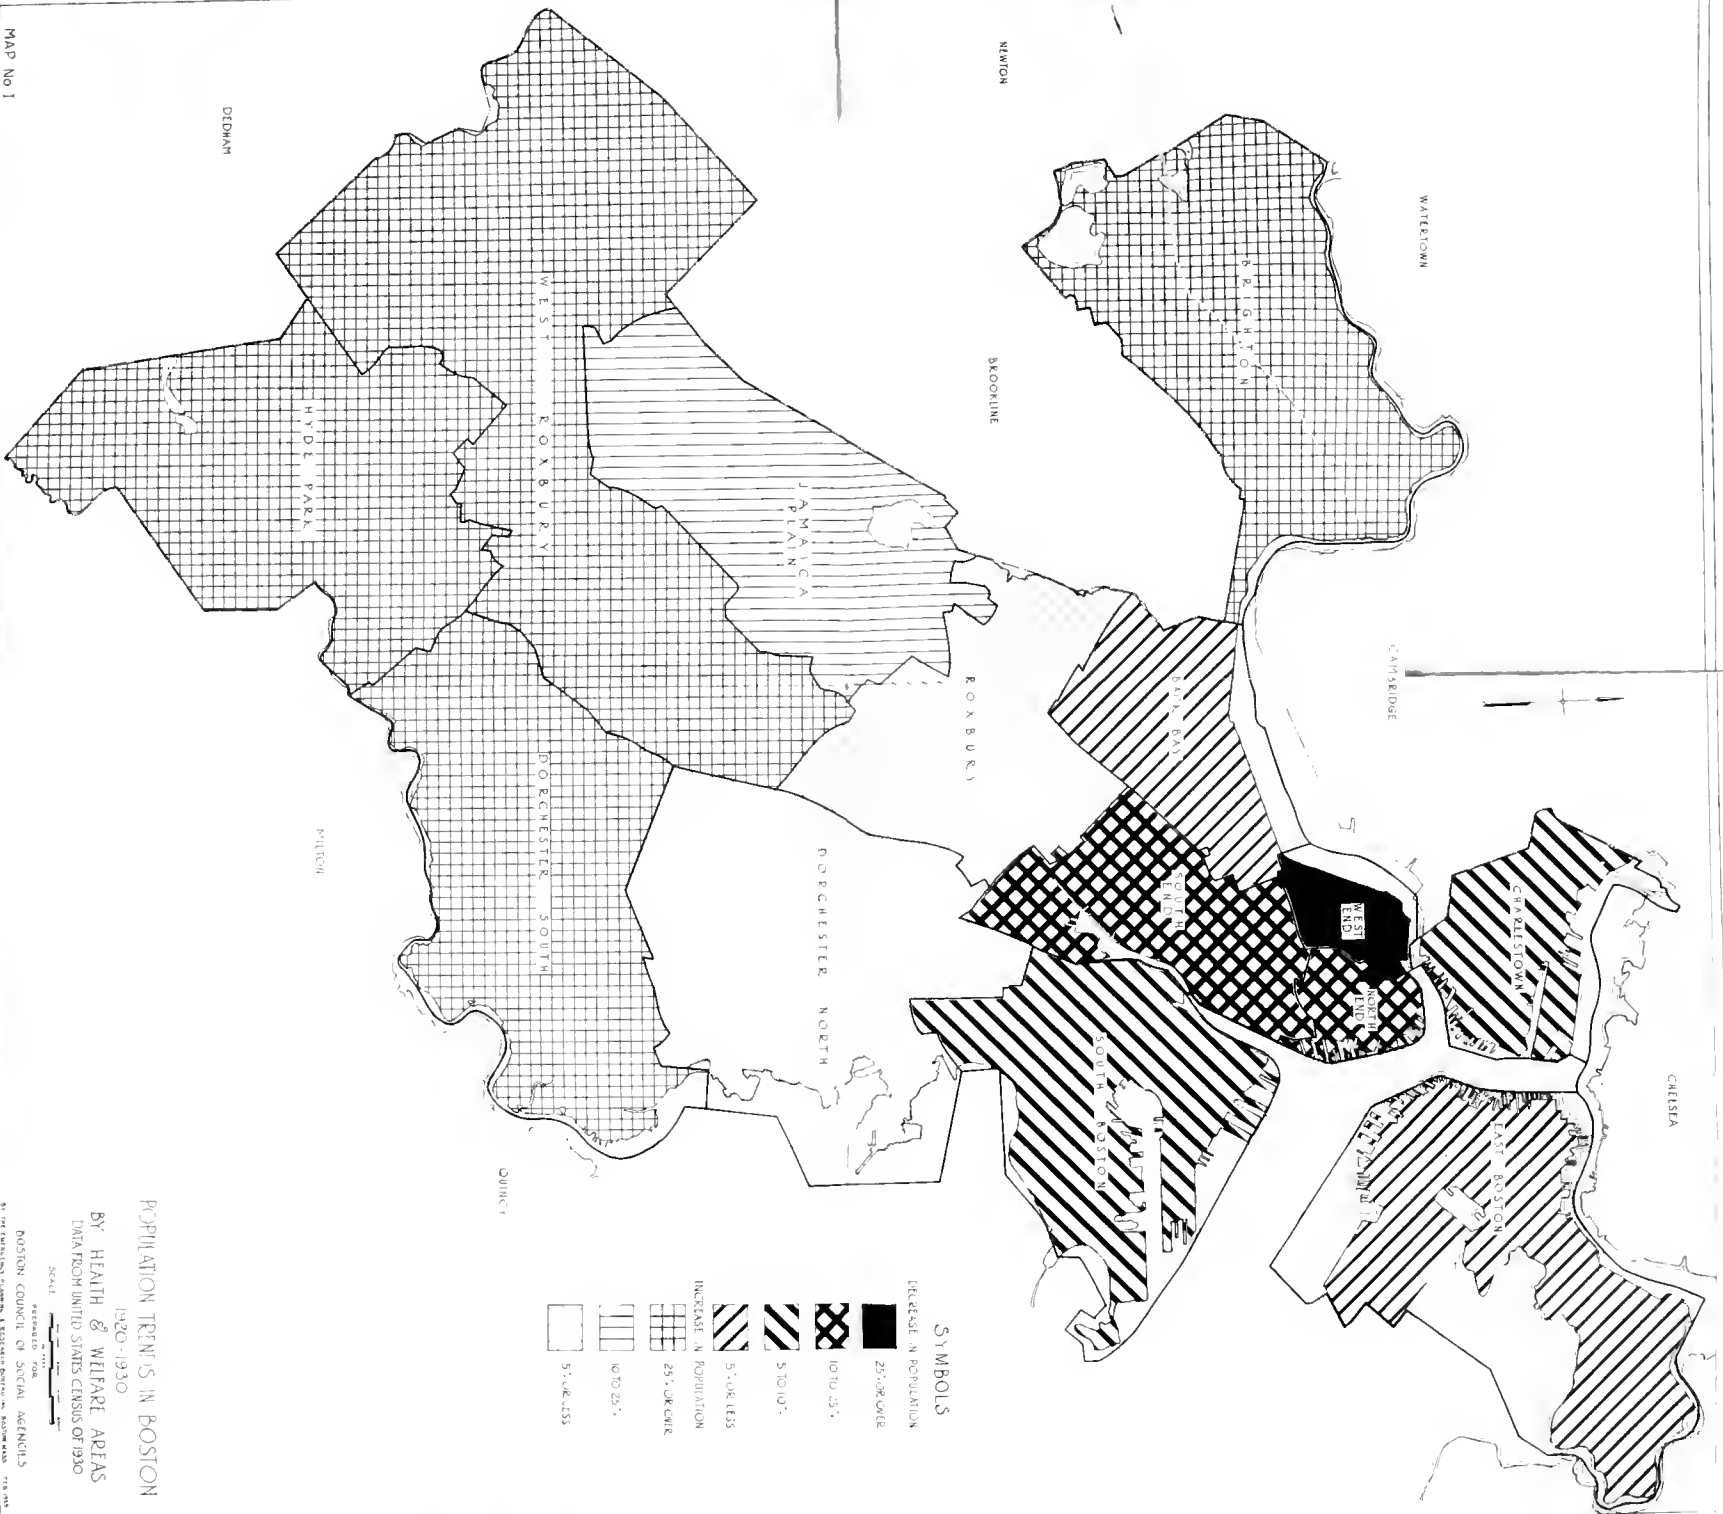 MAP No 1
POPULATION TRENDS IN BOSTON
1920-1930
BY HEALTH & WELFARE AREAS
DATA FROM UNITED STATES CENSUS OF 1930
SCALE
PREPARED FOR
BOSTON COUNCIL OF SOCIAL AGENCIES
SYMBOLS
DECREASE IN POPULATION
25% OR OVER
10 TO 25%
5 TO 10%
5% OR LESS
INCREASE IN POPULATION
25% OR OVER
10 TO 25%
5% OR LESS
CHELSEA
WATERTOWN
CAMBRIDGE
NEWTON
BROOKLINE
DEDHAM
MILTON
QUINCY
BRIGHTON
CHARLESTOWN
EAST BOSTON
WEST
END
NORTH
END
BACK BAY
SOUTH
END
SOUTH BOSTON
ROXBURY
JAMAICA
PLAIN
DORCHESTER NORTH
WEST ROXBURY
DORCHESTER SOUTH
HYDE PARK